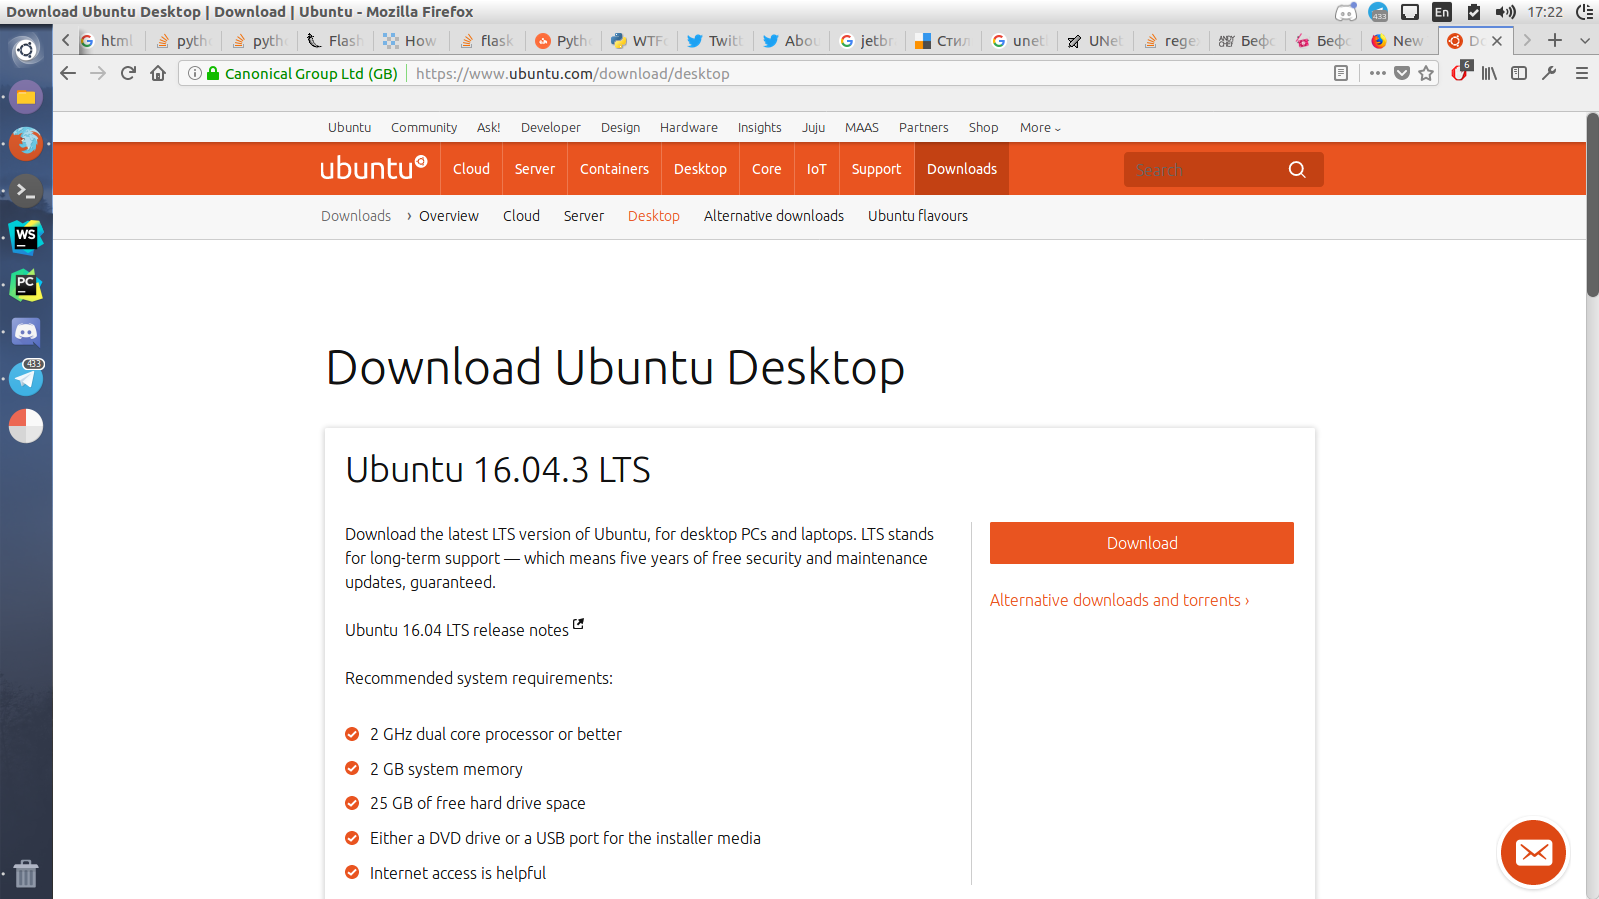 Download Ubuntu Desktop | Download | Ubuntu - Mozilla Firefox
433
En
17:22
html
pyth
pyth
Flash
How
flask
Pyth
WTF
Twitt
Abou
jetbr
Стил
unet
UNet
rege
Бефс
Бефс
New
Do
Canonical Group Ltd (GB)
https://www.ubuntu.com/download/desktop
6
Ubuntu Community Ask! Developer Design Hardware Insights Juju MAAS Partners Shop More
ubuntu
Cloud Server Containers Desktop Core IoT Support Downloads
Search
Downloads › Overview Cloud Server Desktop Alternative downloads Ubuntu flavours
WS
PC
433
Download Ubuntu Desktop
Ubuntu 16.04.3 LTS
Download the latest LTS version of Ubuntu, for desktop PCs and laptops. LTS stands
for long-term support — which means five years of free security and maintenance
updates, guaranteed.
Download
Alternative downloads and torrents ›
Ubuntu 16.04 LTS release notes
Recommended system requirements:
2 GHz dual core processor or better
2 GB system memory
25 GB of free hard drive space
Either a DVD drive or a USB port for the installer media
Internet access is helpful